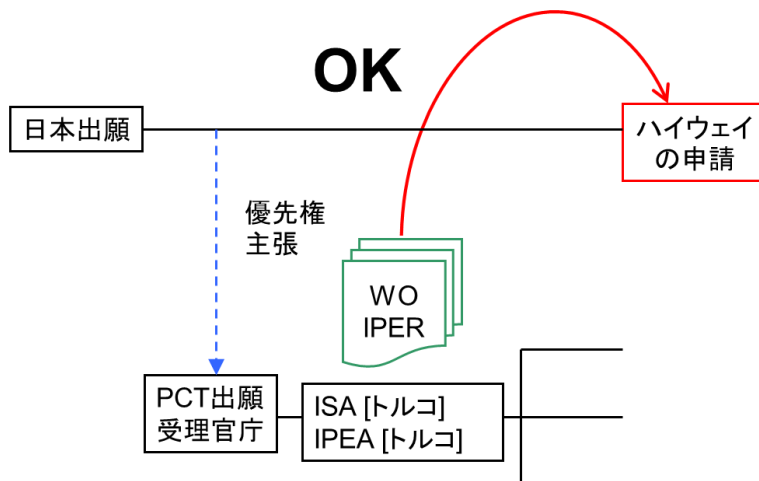 OK
日本出願
ハイウェイ
の申請
優先権
主張
WO
IPER
PCT出願
受理官庁
ISA [トルコ]
IPEA [トルコ]